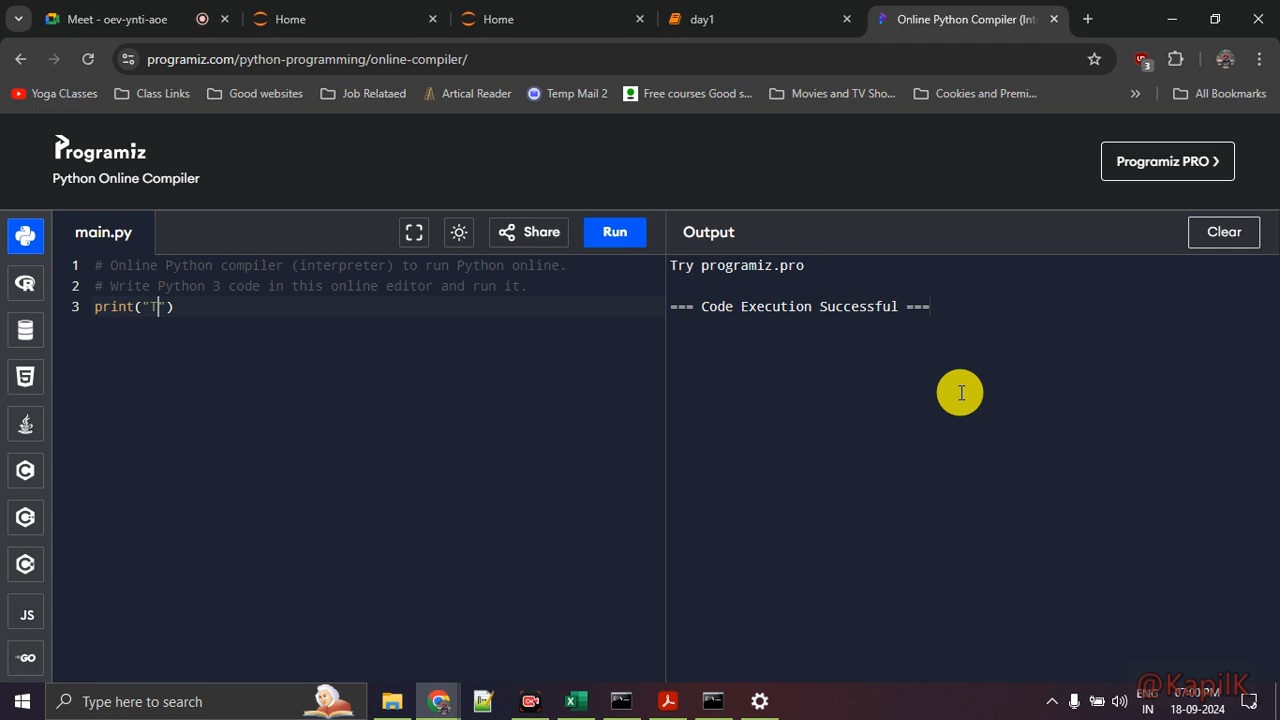 Meet - oev-ynti-aoe
Home
Home
day1
Online Python Compiler (Int
programiz.com/python-programming/online-compiler/
3
Yoga ClAsses
Class Links
Good websites
Job Relataed
Artical Reader
Temp Mail 2
Free courses Good s...
Movies and TV Sho...
Cookies and Premi...
All Bookmarks
Programiz
Python Online Compiler
Programiz PRO >
main.py
Share
Run
Output
Clear
1 # Online Python compiler (interpreter) to run Python online.
2 # Write Python 3 code in this online editor and run it.
3 print("T")
Try programiz.pro
=== Code Execution Successful ===
JS
GO
Type here to search
ENG
IN
07:00 PM
18-09-2024
@KapilK